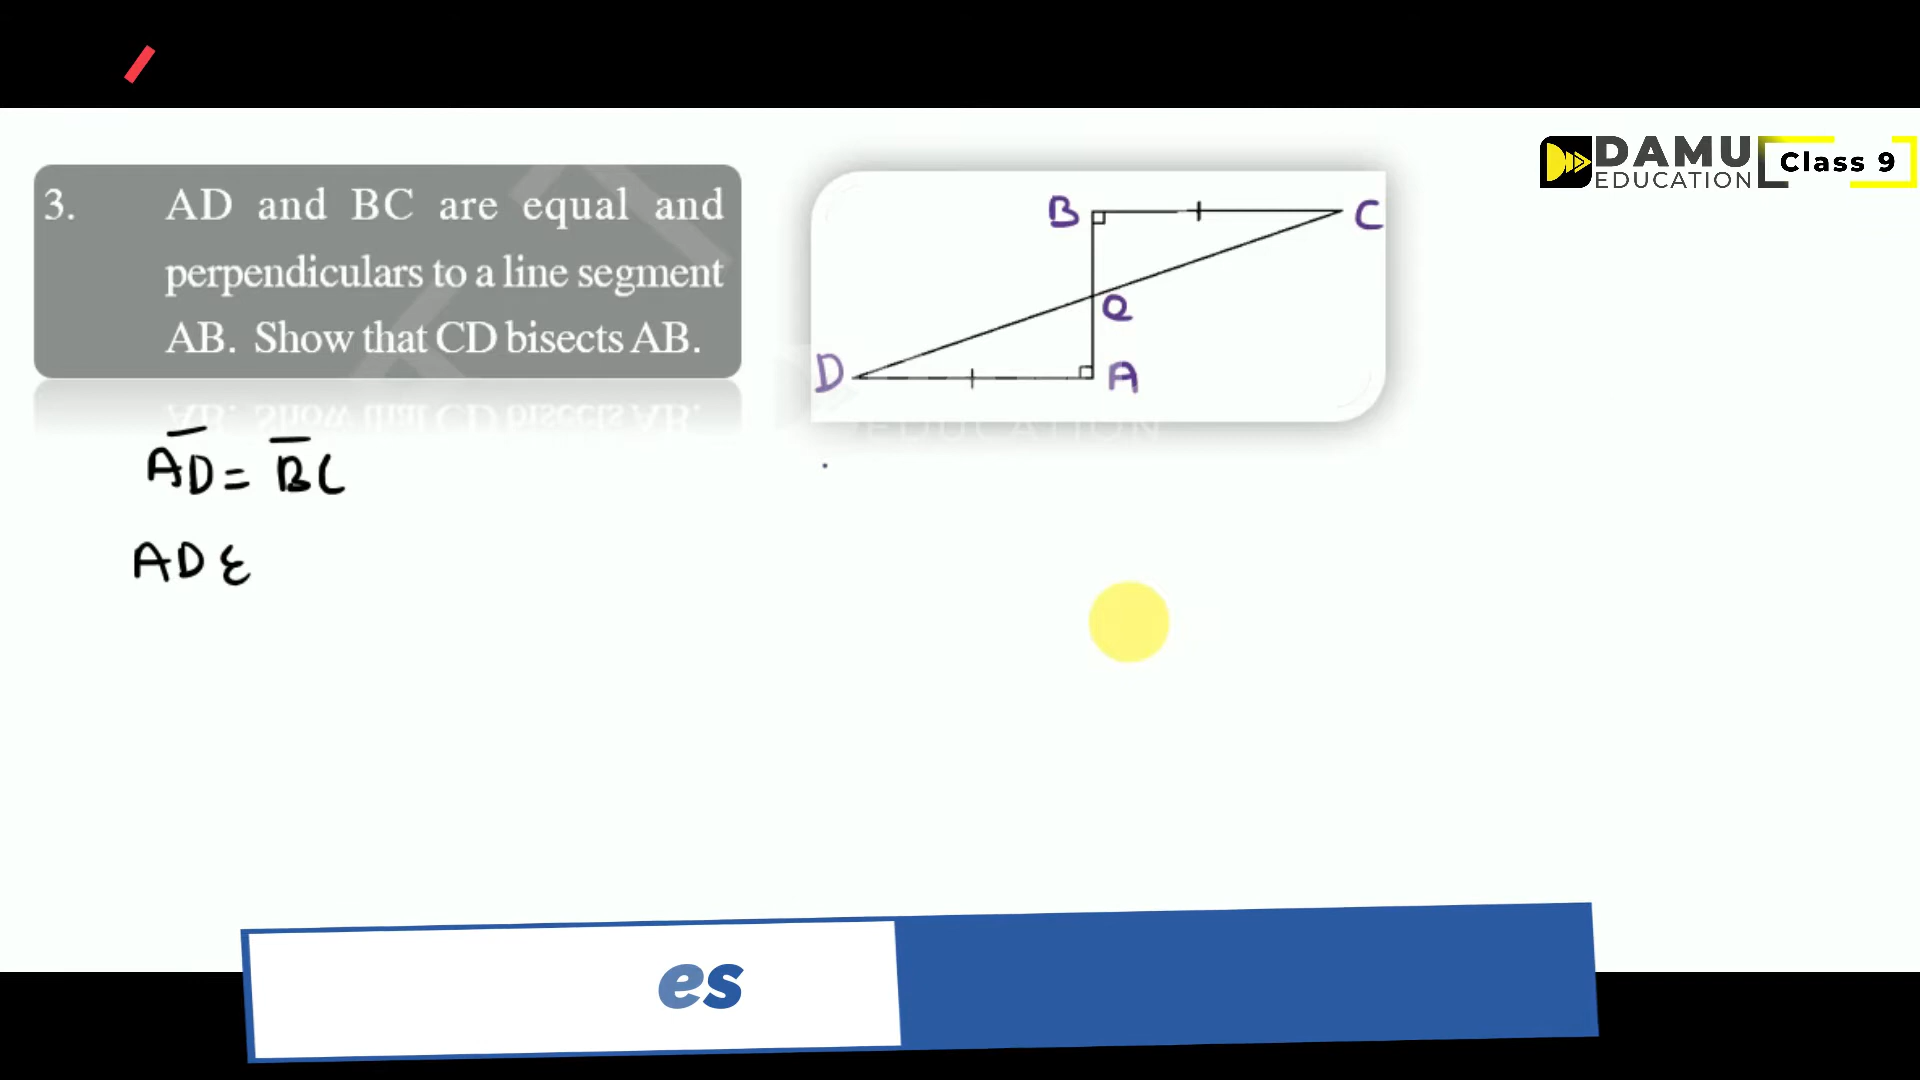 DAMU
EDUCATION
Class 9
3. AD and BC are equal and
perpendiculars to a line segment
AB. Show that CD bisects AB.
B
C
O
D
A
AD = BC
AD &
es